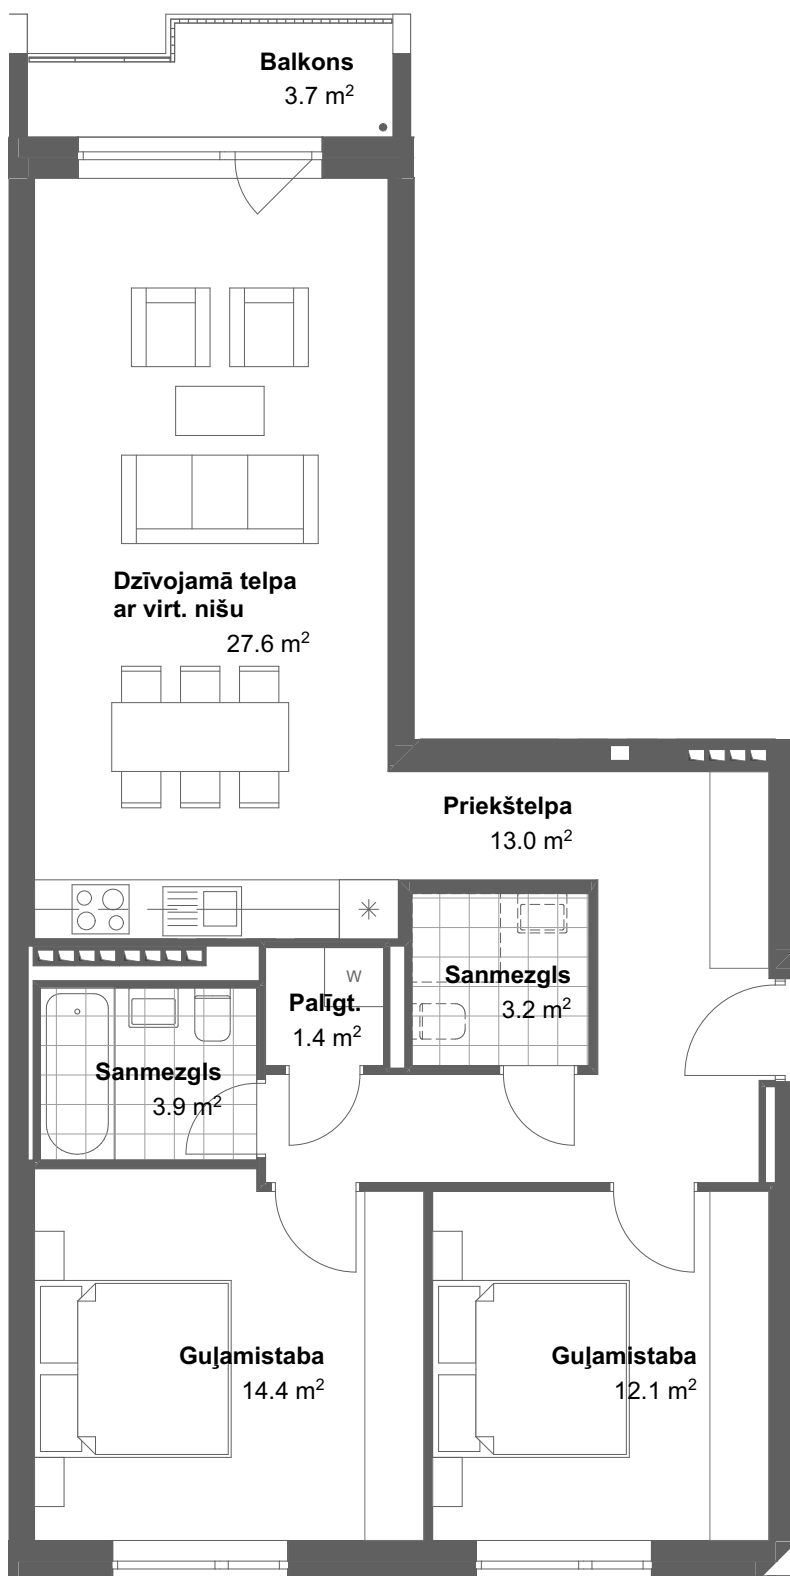 Balkons
3.7 m²
Dzīvojamā telpa
ar virt. nišu
27.6 m²
Priekštelpa
13.0 m²
Sanmezgls
3.2 m²
W
Palīgt.
1.4 m²
Sanmezgls
3.9 m²
Guļamistaba
14.4 m²
Guļamistaba
12.1 m²